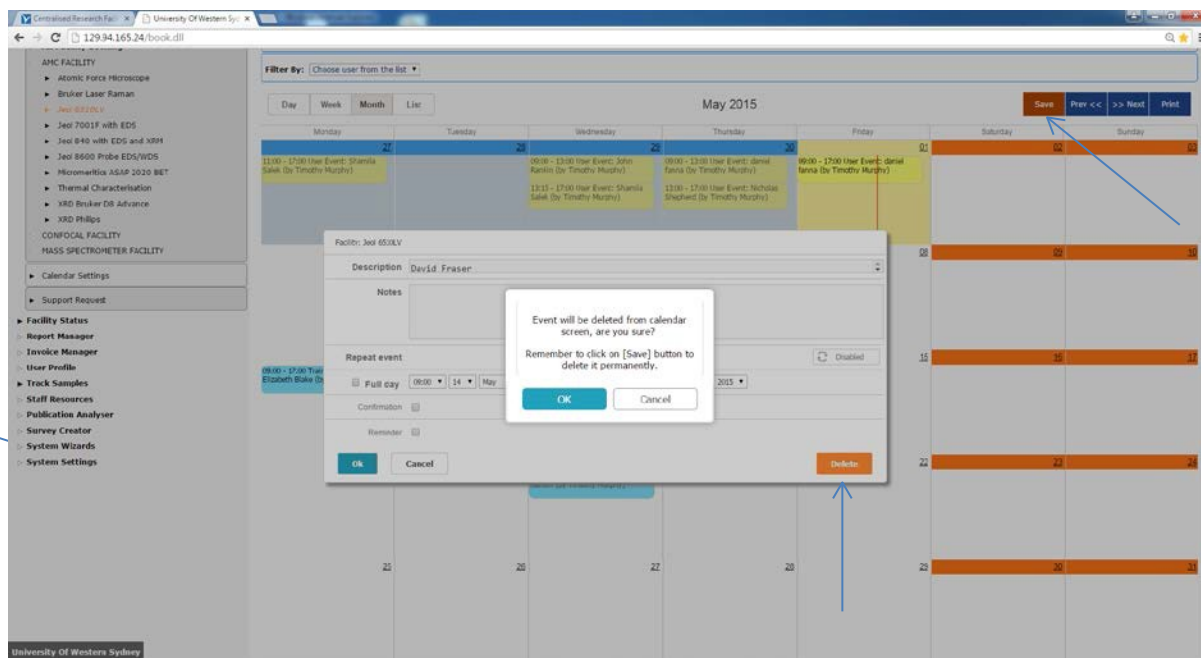 Centralised Research Faci
University Of Western Syd
129.94.165.24/book.dll
AMC FACILITY
Atomic Force Microscope
Bruker Laser Raman
Jeol 6510LV
Jeol 7001F with EDS
Jeol 840 with EDS and XRM
Jeol 8600 Probe EDS/WDS
Micromeritics ASAP 2020 BET
Thermal Characterisation
XRD Bruker D8 Advance
XRD Philips
CONFOCAL FACILITY
MASS SPECTROMETER FACILITY
Calendar Settings
Support Request
Facility Status
Report Manager
Invoice Manager
User Profile
Track Samples
Staff Resources
Publication Analyser
Survey Creator
System Wizards
System Settings
University Of Western Sydney
Filter By: Choose user from the list
Day Week Month List
May 2015
Save Prev << >> Next Print
Monday Tuesday Wednesday Thursday Friday Saturday Sunday
27 28 29 30 01 02 03
11:00 - 17:00 User Event: Shamila
Salek (by Timothy Murphy)
09:00 - 13:00 User Event: John
Rankin (by Timothy Murphy)
13:15 - 17:00 User Event: Shamila
Salek (by Timothy Murphy)
09:00 - 13:00 User Event: daniel
fanna (by Timothy Murphy)
13:00 - 17:00 User Event: Nicholas
Shepherd (by Timothy Murphy)
09:00 - 17:00 User Event: daniel
fanna (by Timothy Murphy)
08 09 10
Facility: Jeol 6510LV
Description David Fraser
Notes
Event will be deleted from calendar
screen, are you sure?
Remember to click on [Save] button to
delete it permanently.
OK Cancel
Repeat event Disabled
15 16 17
09:00 - 17:00 Train
Elizabeth Blake (by
Full day 09:00 14 May 2015
Confirmation
Reminder
Ok Cancel Delete
22 23 24
25 26 27 28 29 30 31